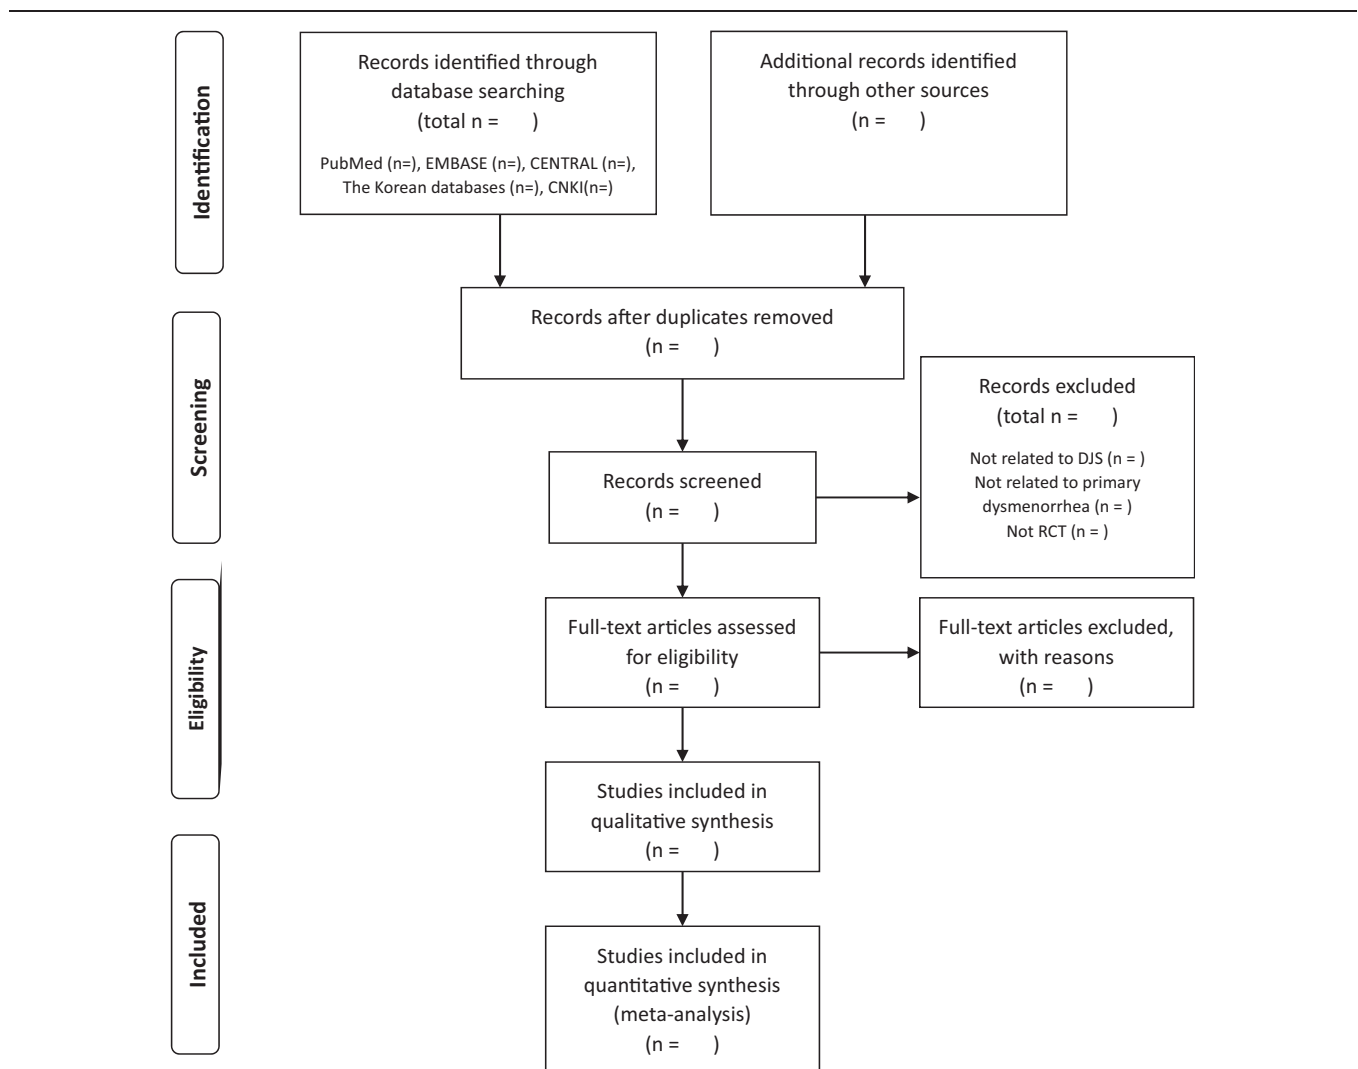 Identification
Records identified through
database searching
(total n =      )
PubMed (n=), EMBASE (n=), CENTRAL (n=),
The Korean databases (n=), CNKI(n=)
Additional records identified
through other sources
(n =      )
Screening
Records after duplicates removed
(n =      )
Records screened
(n =      )
Records excluded
(total n =      )
Not related to DJS (n = )
Not related to primary
dysmenorrhea (n = )
Not RCT (n = )
Eligibility
Full-text articles assessed
for eligibility
(n =      )
Full-text articles excluded,
with reasons
(n =      )
Studies included in
qualitative synthesis
(n =      )
Included
Studies included in
quantitative synthesis
(meta-analysis)
(n =      )